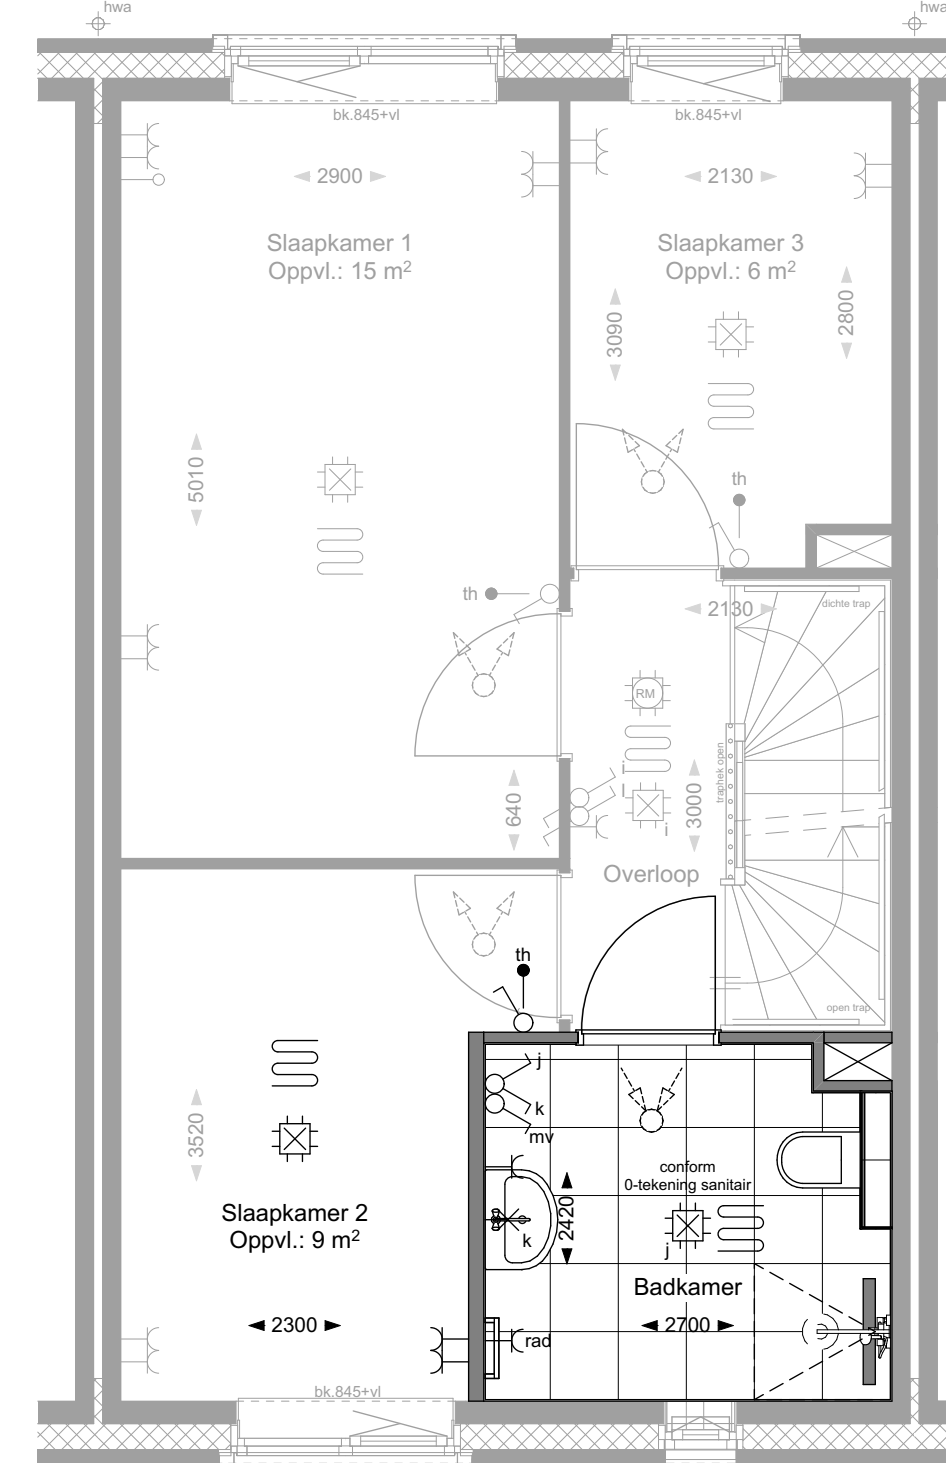 hwa
hwa
bk.845+vl
bk.845+vl
2900
2130
Slaapkamer 1
Oppvl.: 15 m²
Slaapkamer 3
Oppvl.: 6 m²
3090
2800
5010
th
th
2130
dichte trap
RM
traphek open
i
l
i
640
3000
Overloop
th
open trap
j
k
mv
3520
conform
0-tekening sanitair
Slaapkamer 2
Oppvl.: 9 m²
2420
k
j
Badkamer
2300
rad
2700
bk.845+vl